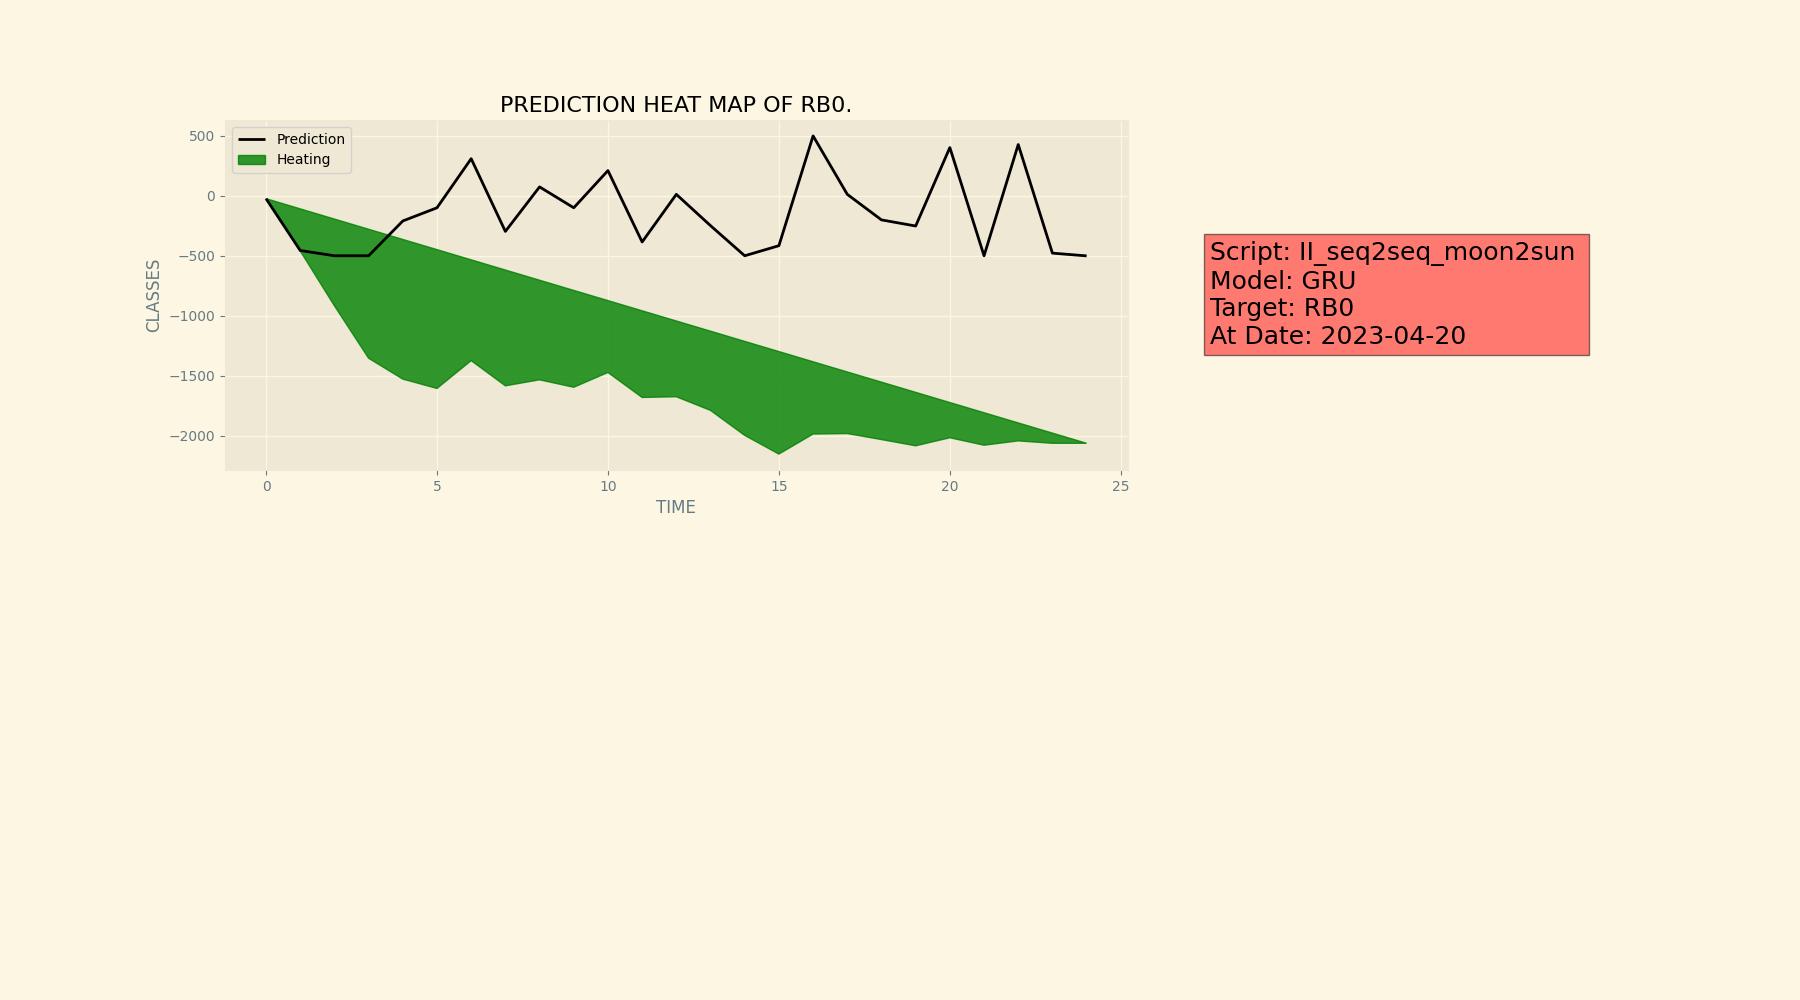 PREDICTION HEAT MAP OF RB0.
Prediction
Heating
500
0
−500
−1000
−1500
−2000
CLASSES
0 5 10 15 20 25
TIME
Script: II_seq2seq_moon2sun
Model: GRU
Target: RB0
At Date: 2023-04-20